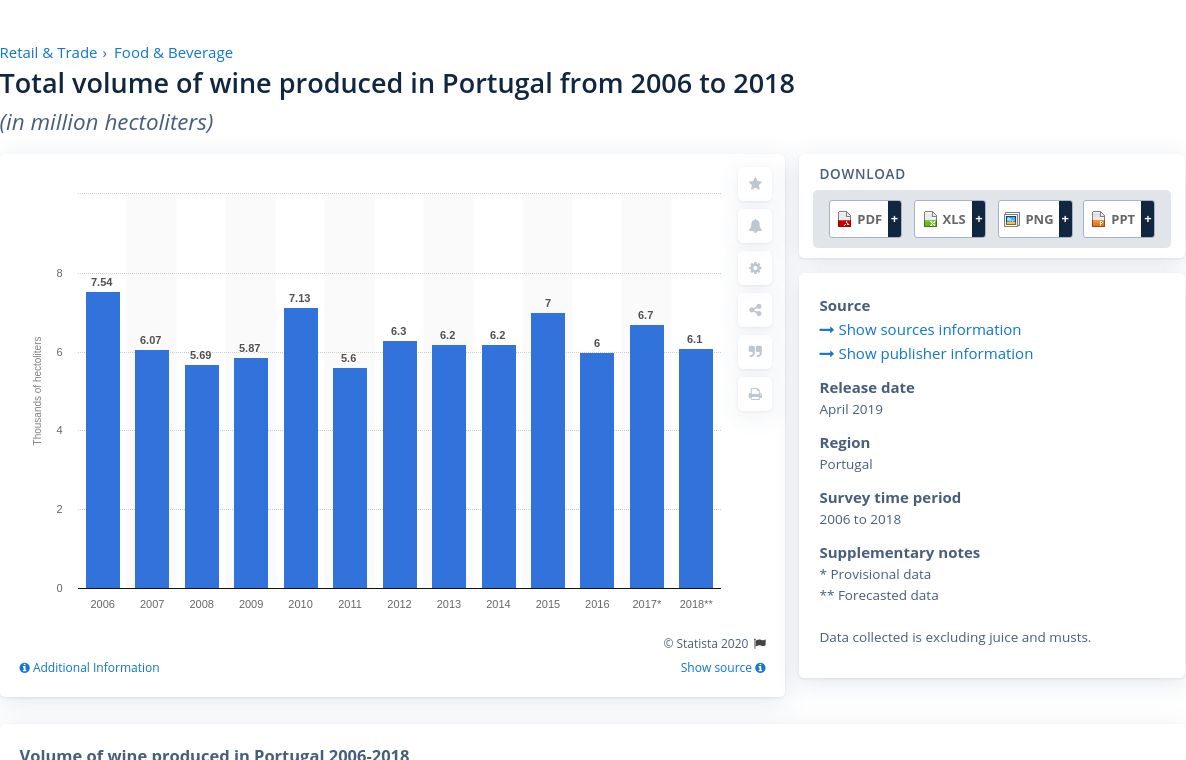 Retail & Trade › Food & Beverage
Total volume of wine produced in Portugal from 2006 to 2018
(in million hectoliters)
8
6
4
2
0
Thousands of hectoliters
7.54
6.07
5.69
5.87
7.13
5.6
6.3
6.2
6.2
7
6
6.7
6.1
2006 2007 2008 2009 2010 2011 2012 2013 2014 2015 2016 2017* 2018**
© Statista 2020
Additional Information
Show source
DOWNLOAD
PDF + XLS + PNG + PPT +
Source
Show sources information
Show publisher information
Release date
April 2019
Region
Portugal
Survey time period
2006 to 2018
Supplementary notes
* Provisional data
** Forecasted data
Data collected is excluding juice and musts.
Volume of wine produced in Portugal 2006-2018